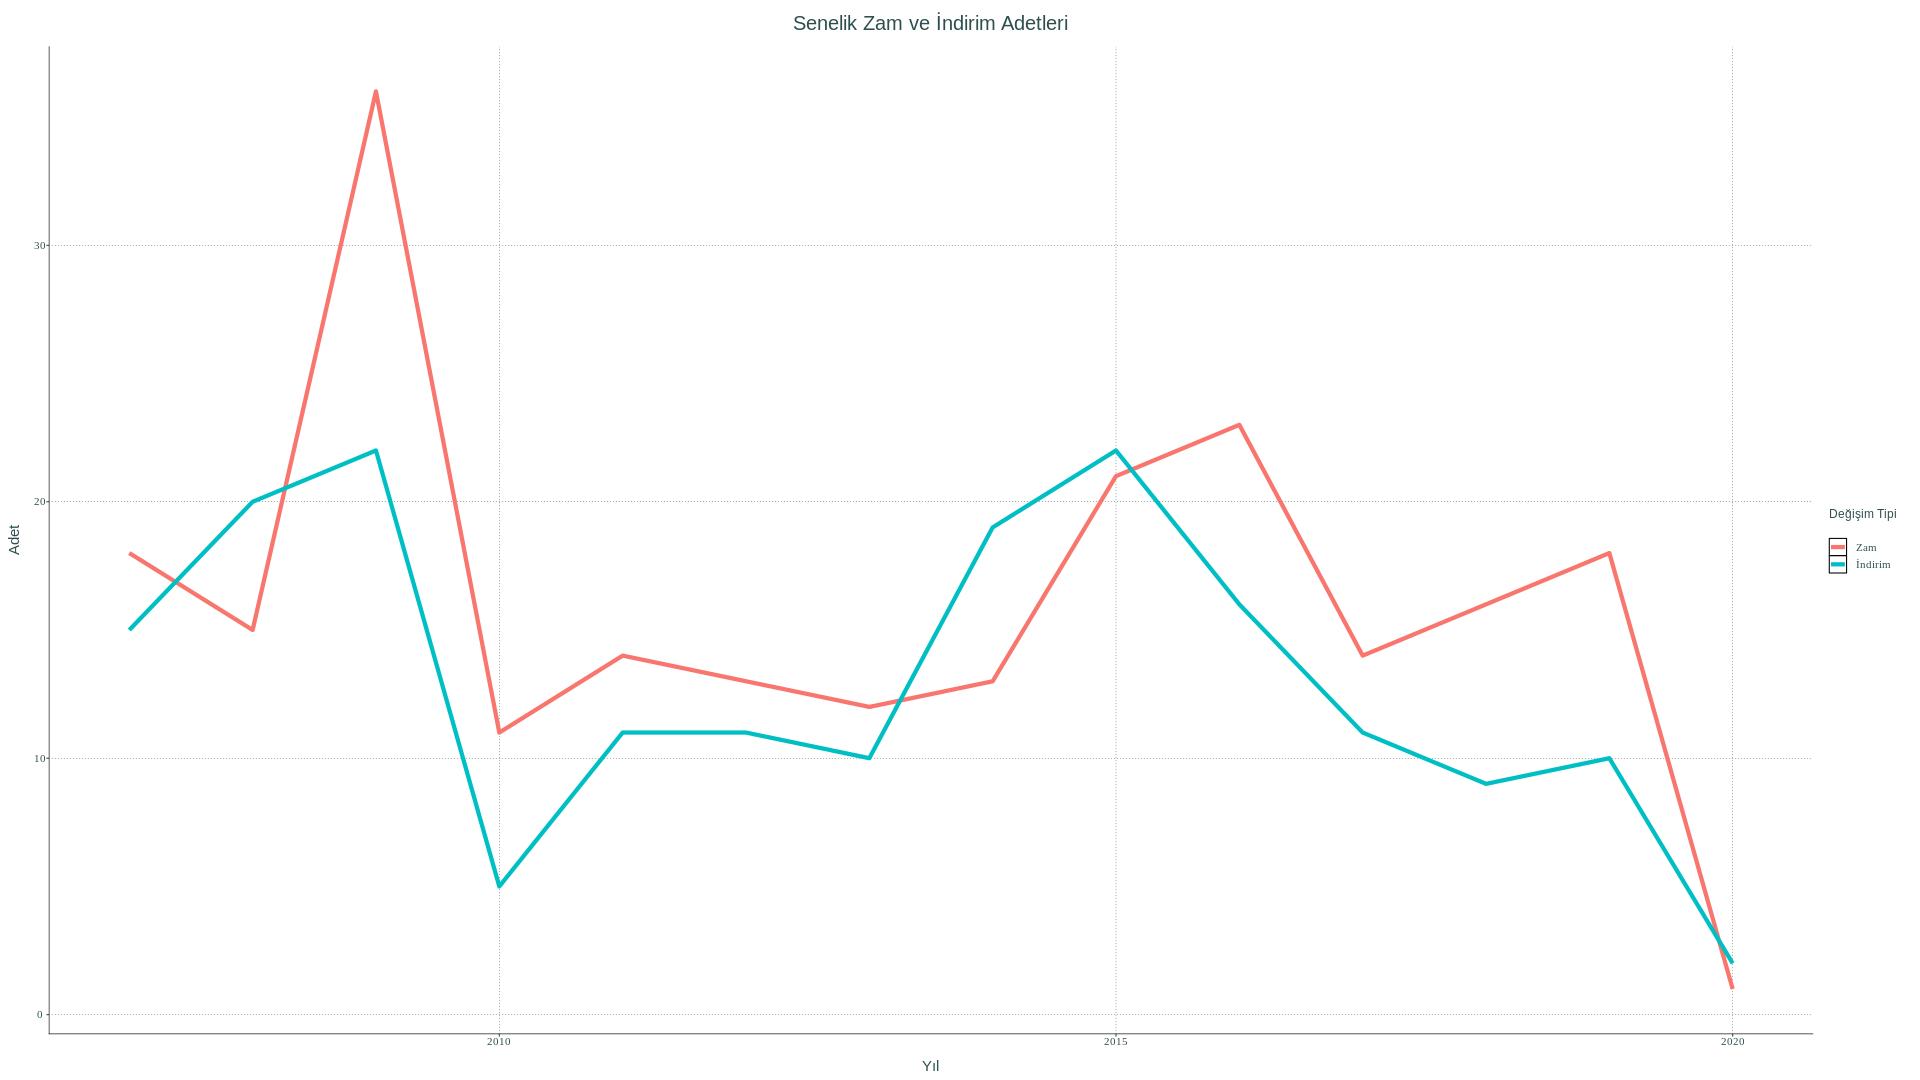 Senelik Zam ve İndirim Adetleri
30
20
10
0
Adet
2010
2015
2020
Yıl
Değişim Tipi
Zam
İndirim